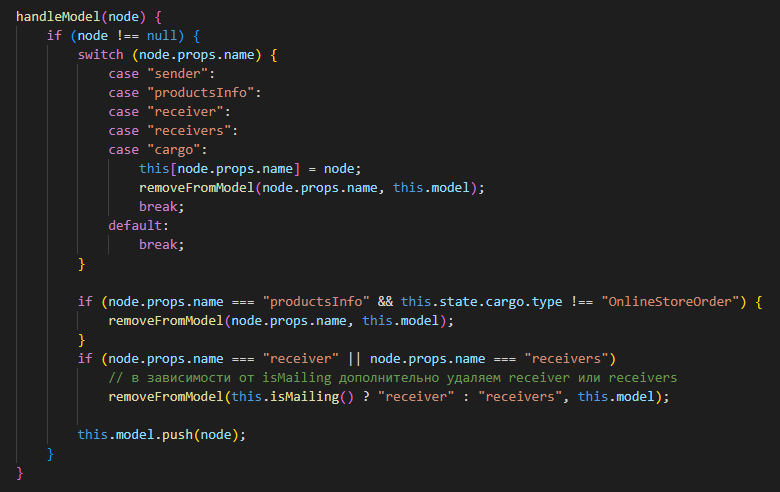 handleModel(node) {
if (node !== null) {
switch (node.props.name) {
case "sender":
case "productsInfo":
case "receiver":
case "receivers":
case "cargo":
this[node.props.name] = node;
removeFromModel(node.props.name, this.model);
break;
default:
break;
}
if (node.props.name === "productsInfo" && this.state.cargo.type !== "OnlineStoreOrder") {
removeFromModel(node.props.name, this.model);
}
if (node.props.name === "receiver" || node.props.name === "receivers")
// в зависимости от isMailing дополнительно удаляем receiver или receivers
removeFromModel(this.isMailing() ? "receiver" : "receivers", this.model);
this.model.push(node);
}
}